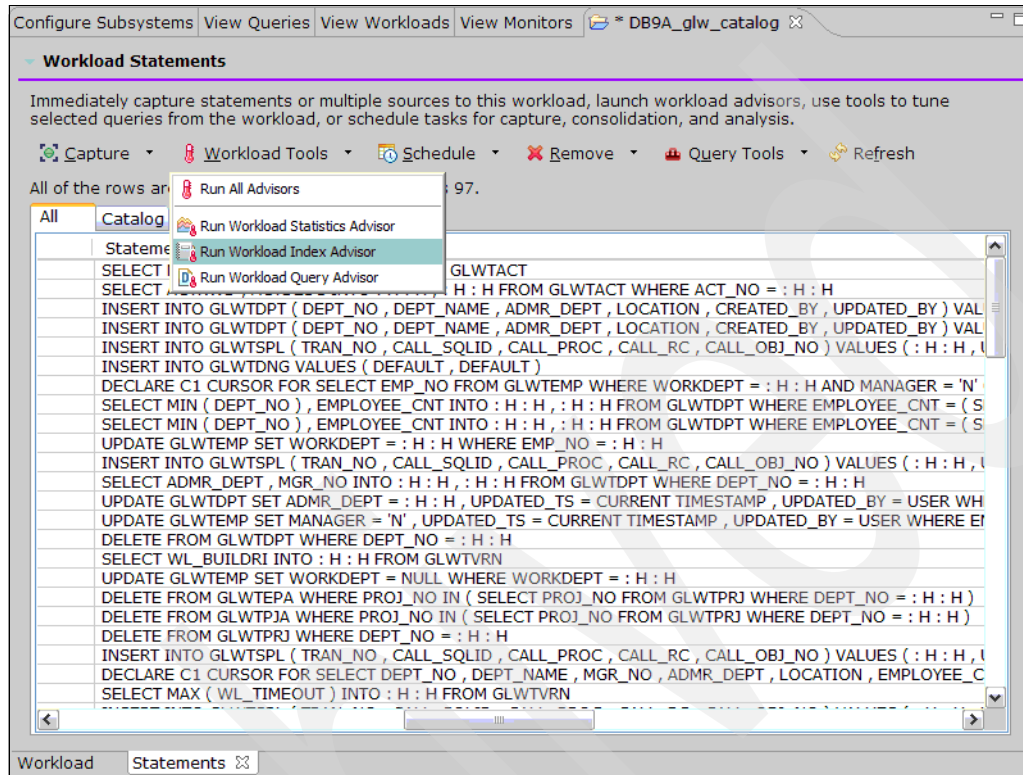 Configure Subsystems View Queries View Workloads View Monitors * DB9A_glw_catalog
Workload Statements
Immediately capture statements or multiple sources to this workload, launch workload advisors, use tools to tune
selected queries from the workload, or schedule tasks for capture, consolidation, and analysis.
Capture Workload Tools Schedule Remove Query Tools Refresh
All of the rows ar 97.
Run All Advisors
All Catalog
Run Workload Statistics Advisor
Stateme
Run Workload Index Advisor
SELECT GLWTACT
Run Workload Query Advisor
SELECT : H : H FROM GLWTACT WHERE ACT_NO = : H : H
INSERT INTO GLWTDPT ( DEPT_NO , DEPT_NAME , ADMR_DEPT , LOCATION , CREATED_BY , UPDATED_BY ) VAL
INSERT INTO GLWTDPT ( DEPT_NO , DEPT_NAME , ADMR_DEPT , LOCATION , CREATED_BY , UPDATED_BY ) VAL
INSERT INTO GLWTSPL ( TRAN_NO , CALL_SQLID , CALL_PROC , CALL_RC , CALL_OBJ_NO ) VALUES ( : H : H ,
INSERT INTO GLWTDNG VALUES ( DEFAULT , DEFAULT )
DECLARE C1 CURSOR FOR SELECT EMP_NO FROM GLWTEMP WHERE WORKDEPT = : H : H AND MANAGER = 'N'
SELECT MIN ( DEPT_NO ) , EMPLOYEE_CNT INTO : H : H , : H : H FROM GLWTDPT WHERE EMPLOYEE_CNT = ( S
SELECT MIN ( DEPT_NO ) , EMPLOYEE_CNT INTO : H : H , : H : H FROM GLWTDPT WHERE EMPLOYEE_CNT = ( S
UPDATE GLWTEMP SET WORKDEPT = : H : H WHERE EMP_NO = : H : H
INSERT INTO GLWTSPL ( TRAN_NO , CALL_SQLID , CALL_PROC , CALL_RC , CALL_OBJ_NO ) VALUES ( : H : H ,
SELECT ADMR_DEPT , MGR_NO INTO : H : H , : H : H FROM GLWTDPT WHERE DEPT_NO = : H : H
UPDATE GLWTDPT SET ADMR_DEPT = : H : H , UPDATED_TS = CURRENT TIMESTAMP , UPDATED_BY = USER WH
UPDATE GLWTEMP SET MANAGER = 'N' , UPDATED_TS = CURRENT TIMESTAMP , UPDATED_BY = USER WHERE
DELETE FROM GLWTDPT WHERE DEPT_NO = : H : H
SELECT WL_BUILDRI INTO : H : H FROM GLWTVRN
UPDATE GLWTEMP SET WORKDEPT = NULL WHERE WORKDEPT = : H : H
DELETE FROM GLWTEPA WHERE PROJ_NO IN ( SELECT PROJ_NO FROM GLWTPRJ WHERE DEPT_NO = : H : H )
DELETE FROM GLWTPJA WHERE PROJ_NO IN ( SELECT PROJ_NO FROM GLWTPRJ WHERE DEPT_NO = : H : H )
DELETE FROM GLWTPRJ WHERE DEPT_NO = : H : H
INSERT INTO GLWTSPL ( TRAN_NO , CALL_SQLID , CALL_PROC , CALL_RC , CALL_OBJ_NO ) VALUES ( : H : H ,
DECLARE C1 CURSOR FOR SELECT DEPT_NO , DEPT_NAME , MGR_NO , ADMR_DEPT , LOCATION , EMPLOYEE_C
SELECT MAX ( WL_TIMEOUT ) INTO : H : H FROM GLWTVRN
Workload Statements